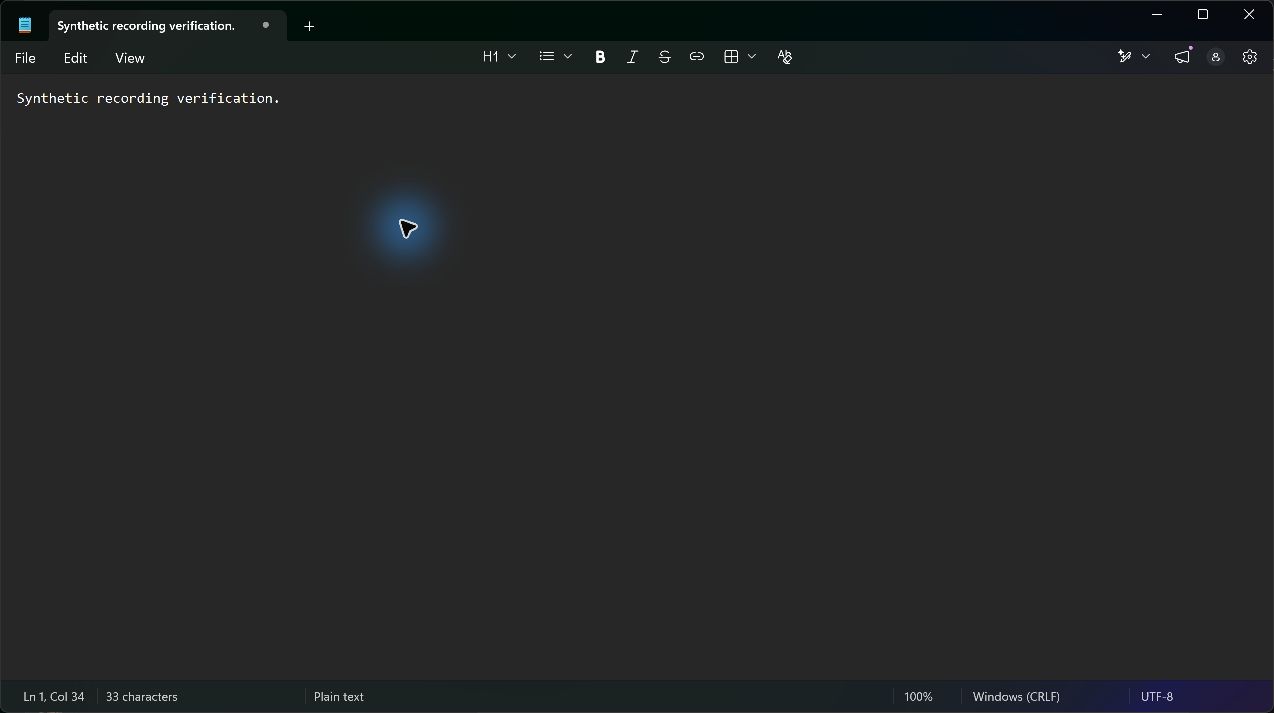 Synthetic recording verification.
File Edit View H1 B I S
Synthetic recording verification.
Ln 1, Col 34 33 characters Plain text 100% Windows (CRLF) UTF-8